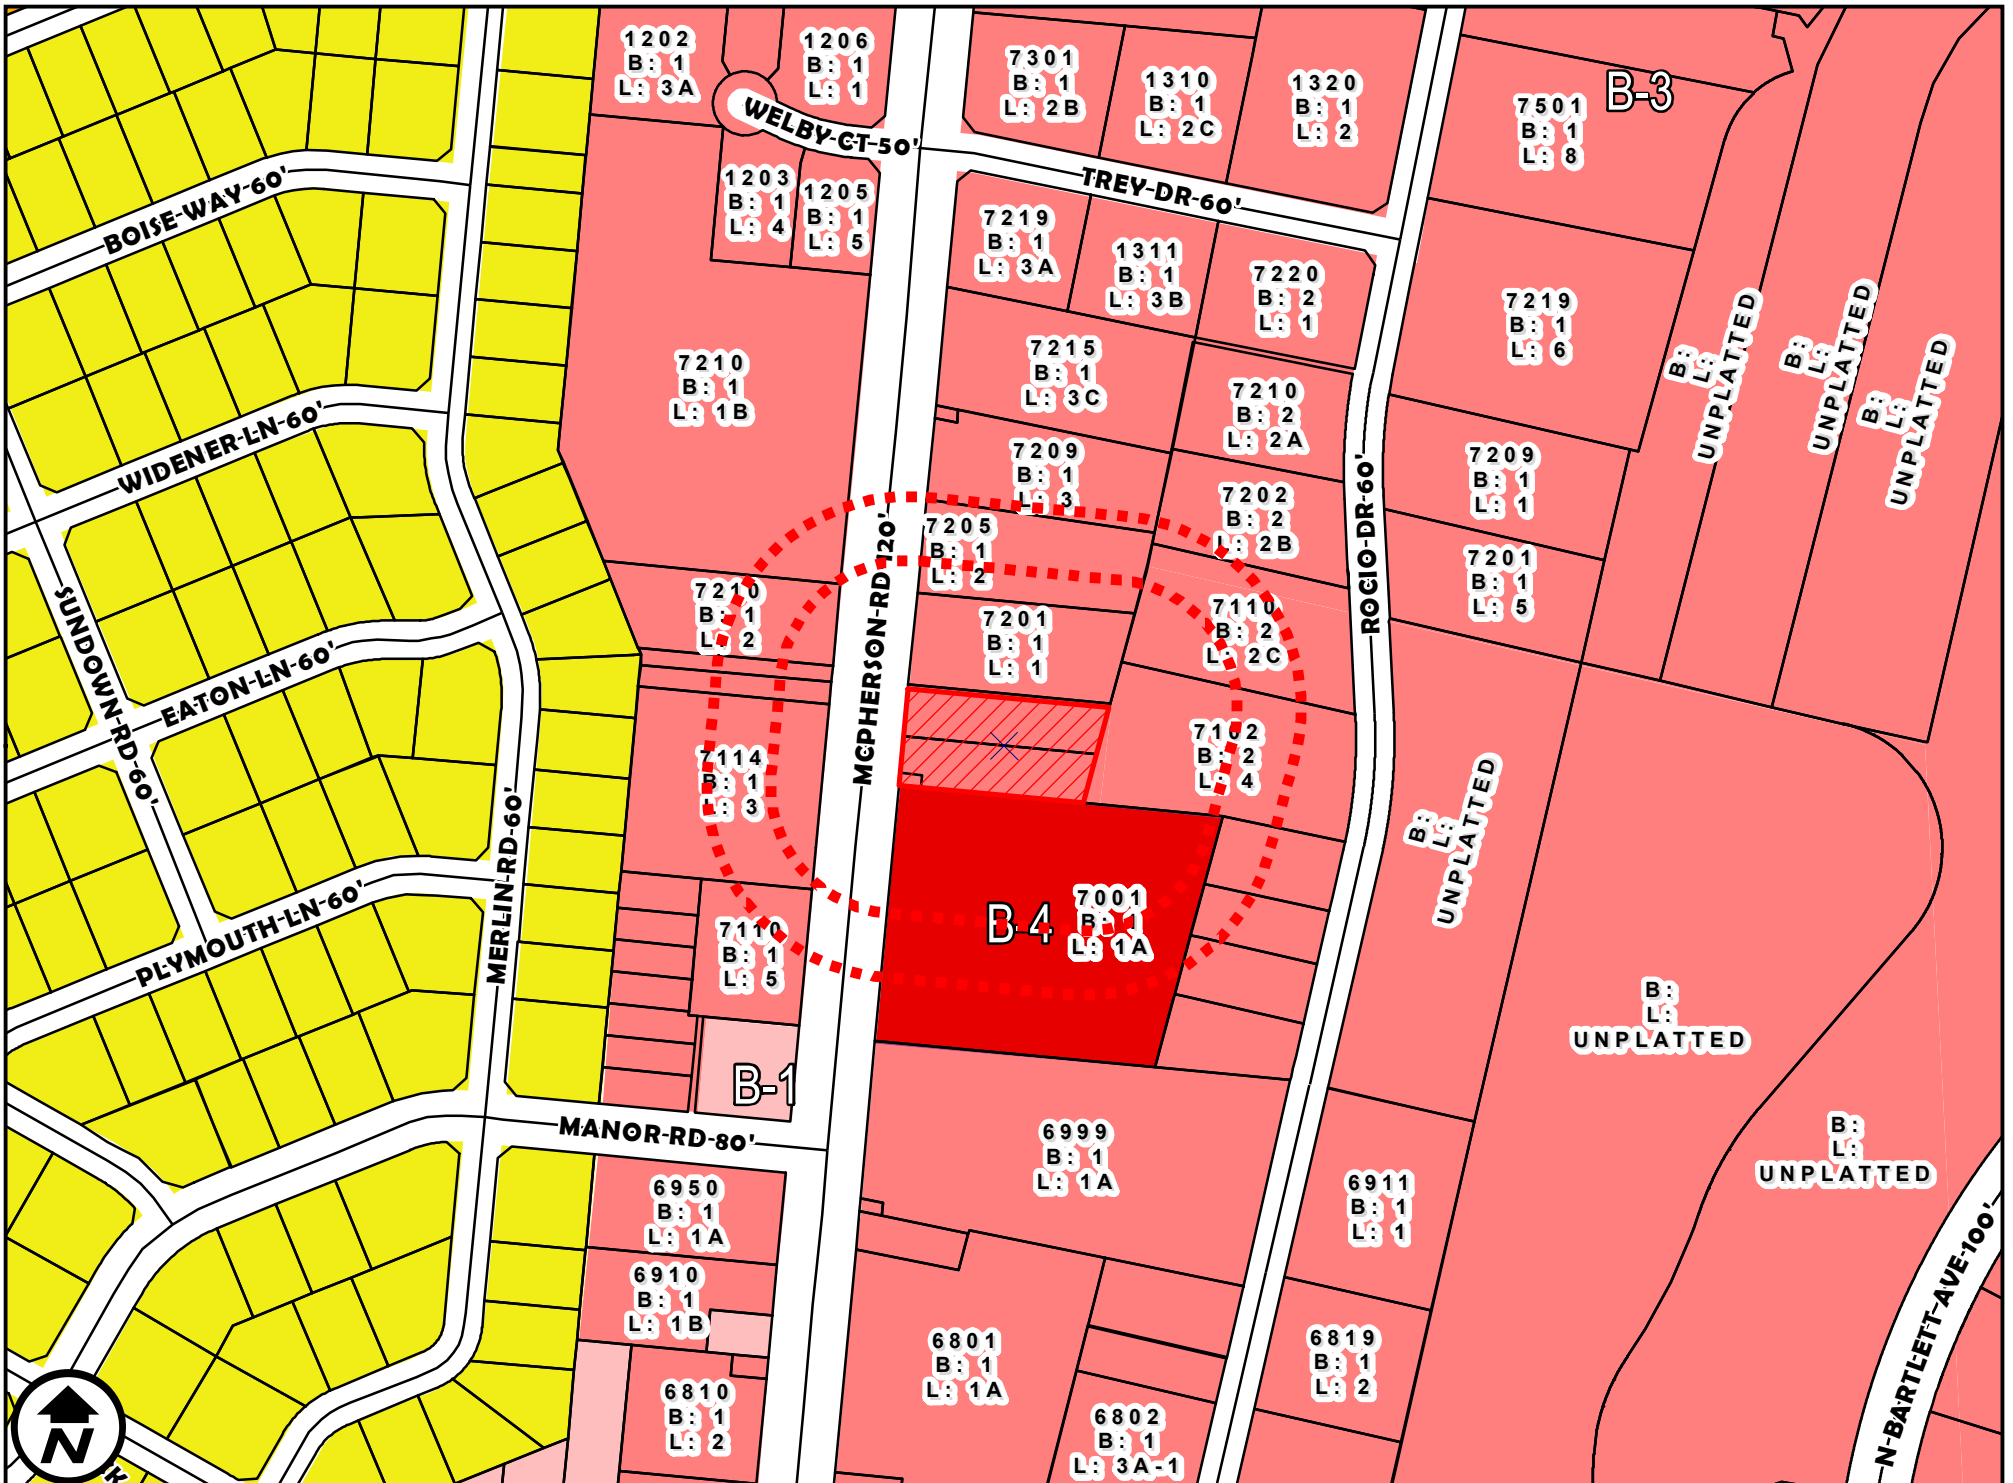 1202
B: 1
L: 3A
1206
B: 1
L: 1
7301
B: 1
L: 2B
1310
B: 1
L: 2C
1320
B: 1
L: 2
7501
B: 1
L: 8
B-3
WELBY-CT-50'
TREY-DR-60'
BOISE-WAY-60'
1203
B: 1
L: 4
1205
B: 1
L: 5
7219
B: 1
L: 3A
1311
B: 1
L: 3B
7220
B: 2
L: 1
7219
B: 1
L: 6
B:
L:
UNPLATTED
B:
L:
UNPLATTED
B:
L:
UNPLATTED
7210
B: 1
L: 1B
7215
B: 1
L: 3C
7210
B: 2
L: 2A
WIDENER-LN-60'
7209
B: 1
L: 3
7202
B: 2
L: 2B
7209
B: 1
L: 1
ROCIO-DR-60'
MCPHERSON-RD-120'
7205
B: 1
L: 2
7201
B: 1
L: 5
7210
B: 1
L: 2
7201
B: 1
L: 1
7110
B: 2
L: 2C
SUNDOWN-RD-60'
EATON-LN-60'
7114
B: 1
L: 3
7102
B: 2
L: 4
B:
L:
UNPLATTED
MERLIN-RD-60'
PLYMOUTH-LN-60'
7110
B: 1
L: 5
B-4
7001
B: 1
L: 1A
B:
L:
UNPLATTED
B-1
MANOR-RD-80'
6999
B: 1
L: 1A
B:
L:
UNPLATTED
6950
B: 1
L: 1A
6911
B: 1
L: 1
6910
B: 1
L: 1B
6801
B: 1
L: 1A
6819
B: 1
L: 2
N-BARTLETT-AVE-100'
6810
B: 1
L: 2
6802
B: 1
L: 3A-1
N